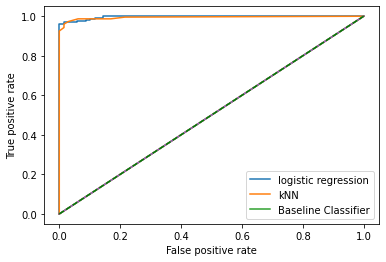 1.0
0.8
0.6
0.4
0.2
0.0
True positive rate
logistic regression
kNN
Baseline Classifier
0.0 0.2 0.4 0.6 0.8 1.0
False positive rate